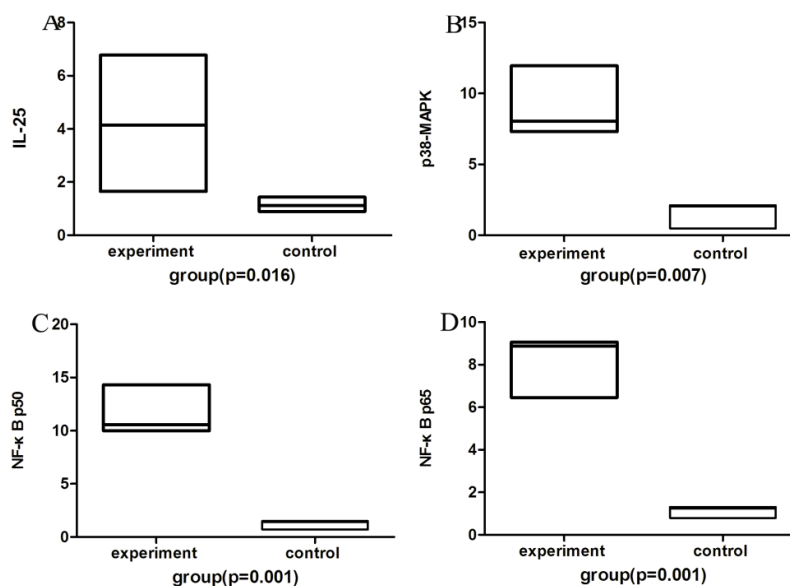 A
8
6
4
2
0
IL-25
experiment control
group(p=0.016)
B
15
10
5
0
p38-MAPK
experiment control
group(p=0.007)
C
20
15
10
5
0
NF-κ B p50
experiment control
group(p=0.001)
D
10
8
6
4
2
0
NF-κ B p65
experiment control
group(p=0.001)